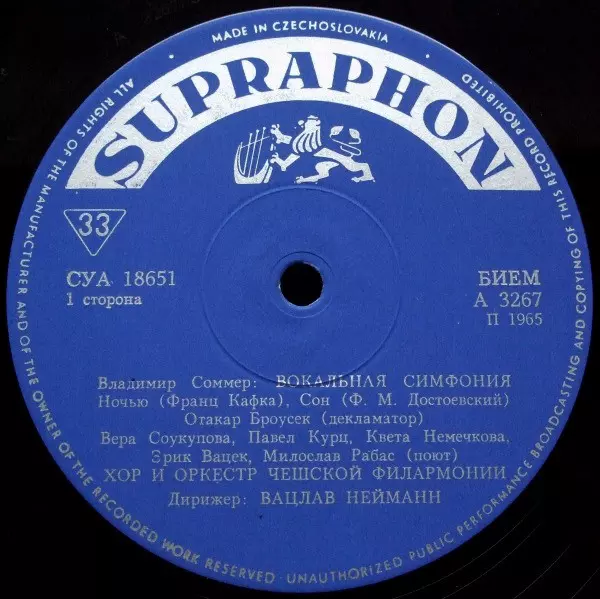 • MADE IN CZECHOSLOVAKIA •
SUPRAPHON
ALL RIGHTS OF THE MANUFACTURER AND OF THE OWNER OF THE RECORDED WORK RESERVED · UNAUTHORIZED PUBLIC PERFORMANCE BROADCASTING AND COPYING OF THIS RECORD PROHIBITED
33
СУА 18651
1 сторона
БИЕМ
А 3267
П 1965
Владимир Соммер: ВОКАЛЬНАЯ СИМФОНИЯ
Ночью (Франц Кафка), Сон (Ф. М. Достоевский)
Отакар Броусек (декламатор)
Вера Соукупова, Павел Курц, Квета Немечкова,
Эрик Вацек, Милослав Рабас (поют)
ХОР И ОРКЕСТР ЧЕШСКОЙ ФИЛАРМОНИИ
Дирижер: ВАЦЛАВ НЕЙМАНН